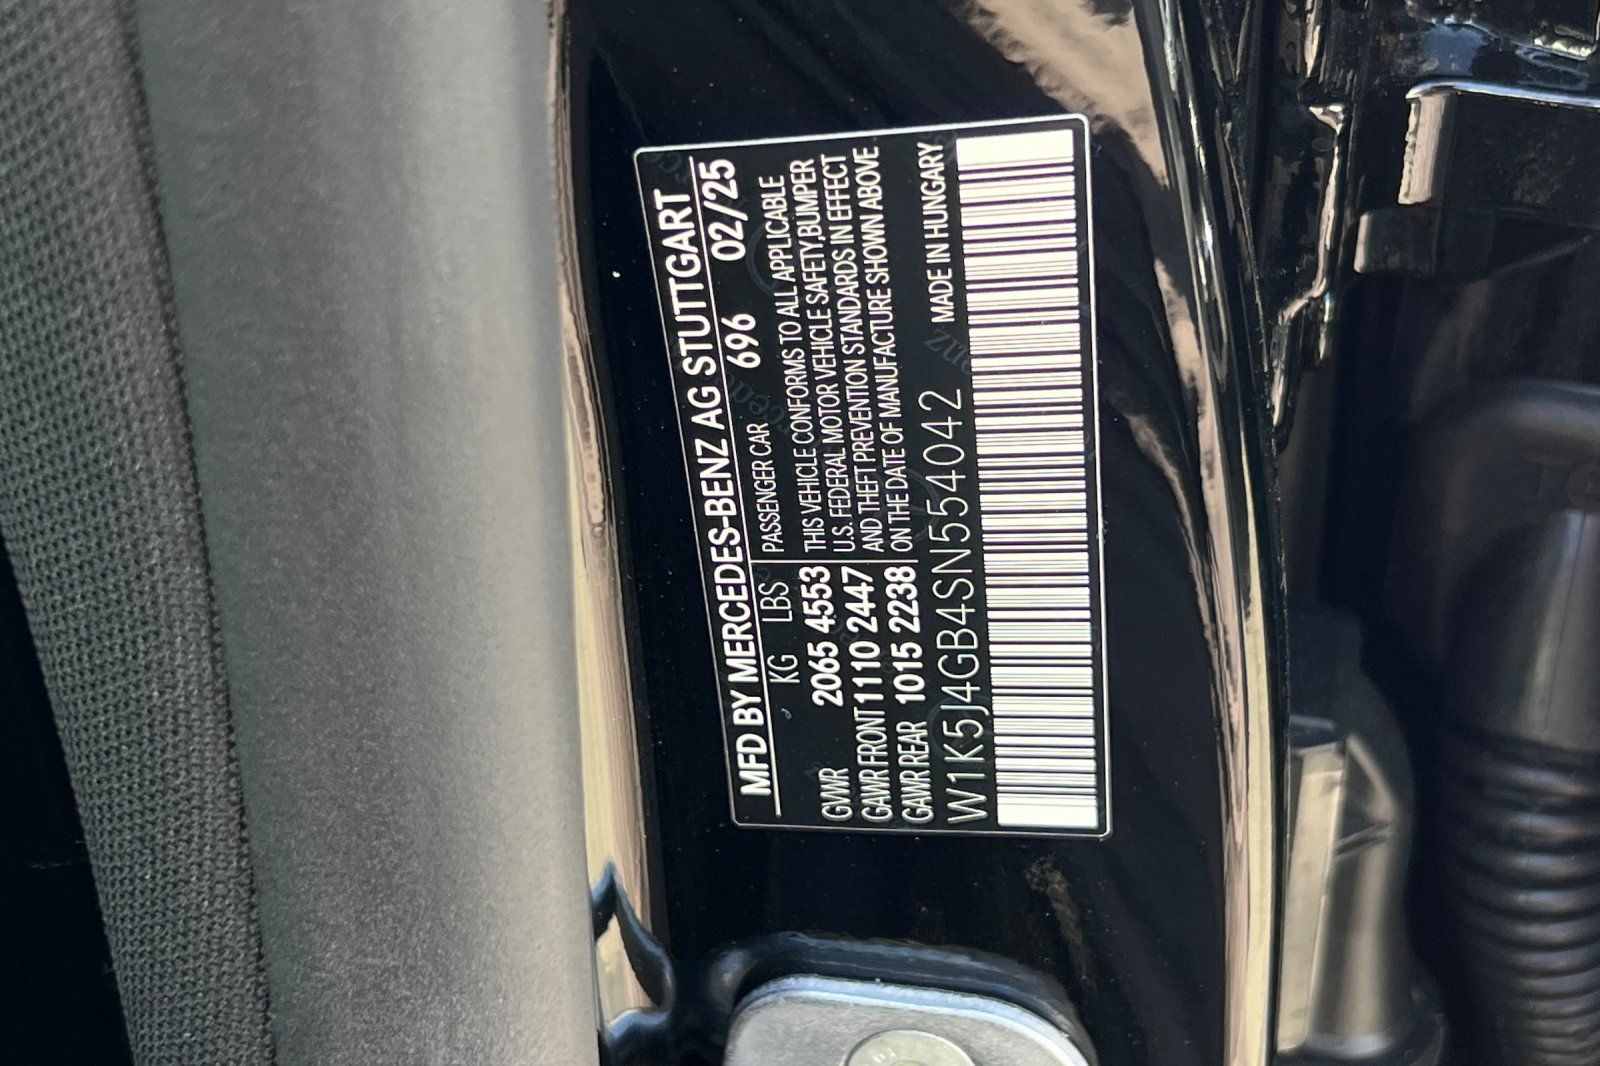 MFD BY MERCEDES-BENZ AG STUTTGART
696 02/25
KG LBS
PASSENGER CAR
GVWR 2065 4553
GAWR FRONT 1110 2447
GAWR REAR 1015 2238
THIS VEHICLE CONFORMS TO ALL APPLICABLE
U.S. FEDERAL MOTOR VEHICLE SAFETY,BUMPER
AND THEFT PREVENTION STANDARDS IN EFFECT
ON THE DATE OF MANUFACTURE SHOWN ABOVE
W1K5J4GB4SN554042
MADE IN HUNGARY